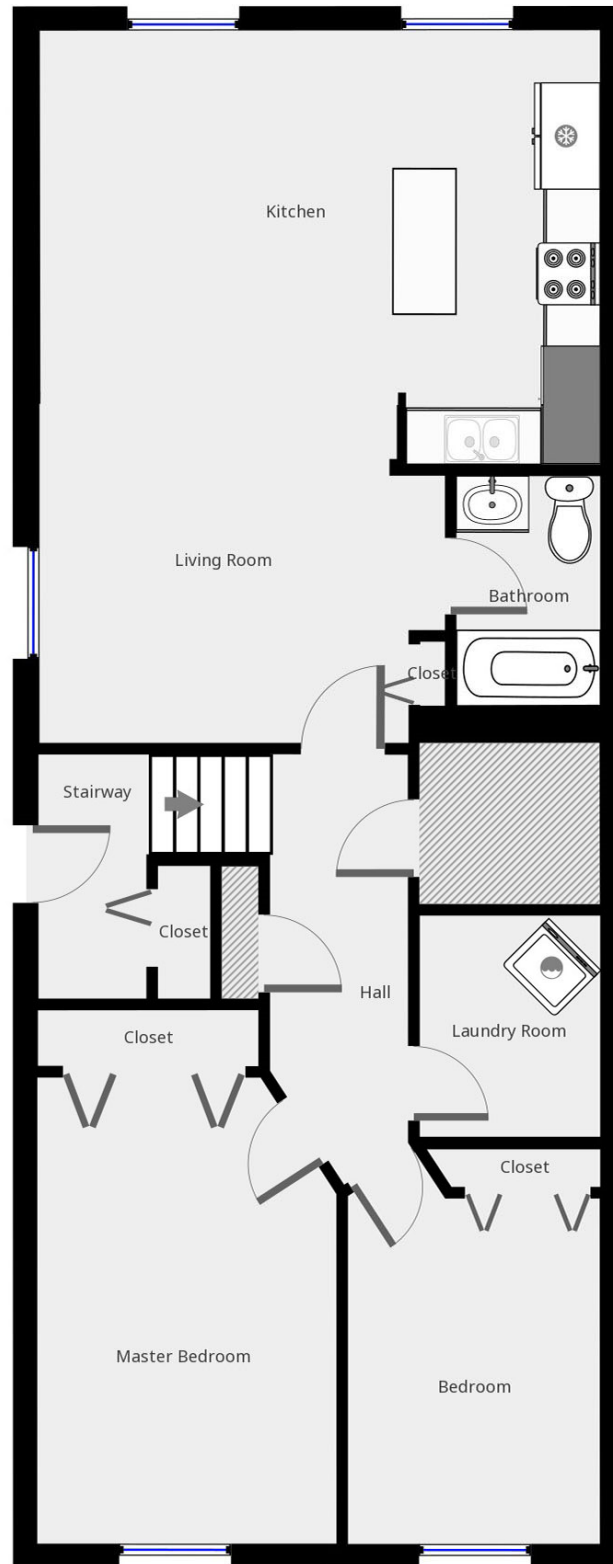 Kitchen
Living Room
Bathroom
Closet
Stairway
Closet
Hall
Laundry Room
Closet
Closet
Master Bedroom
Bedroom